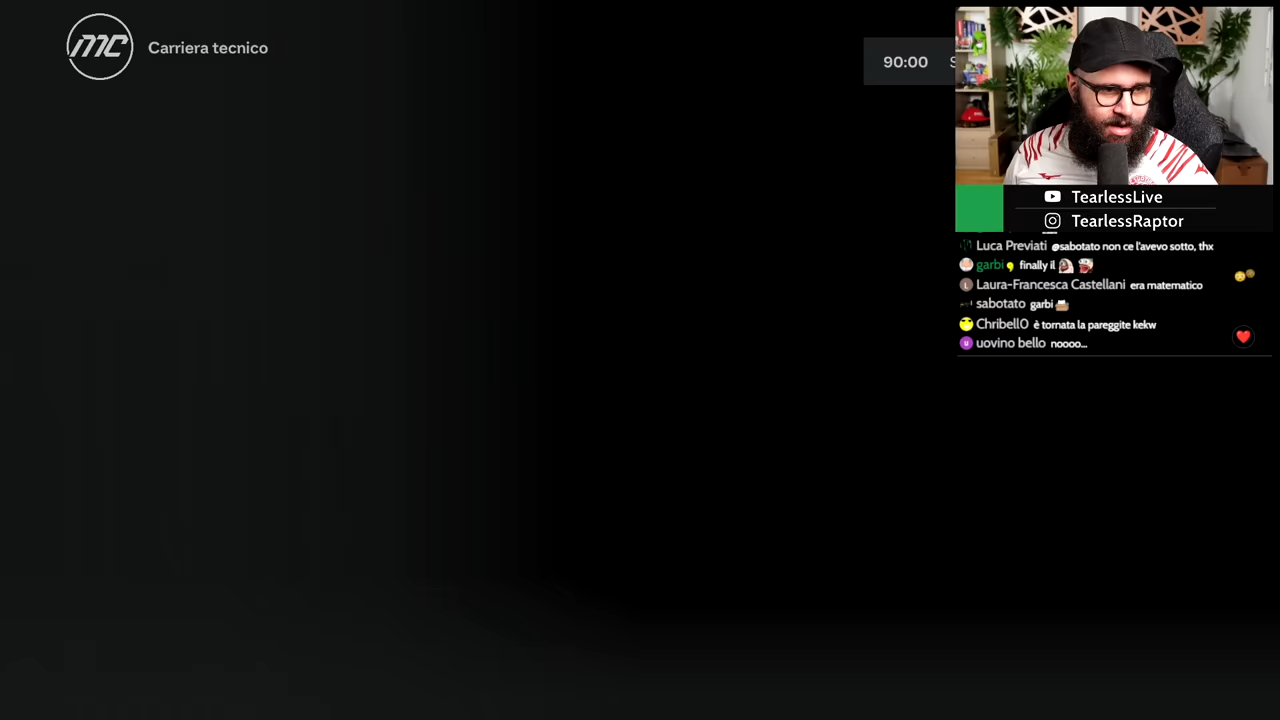 MC Carriera tecnico
90:00 S
TearlessLive
TearlessRaptor
Luca Previati @sabotato non ce l'avevo sotto, thx
garbi finally il
Laura-Francesca Castellani era matematico
sabotato garbi
Chribell0 è tornata la pareggite kekw
uovino bello noooo...